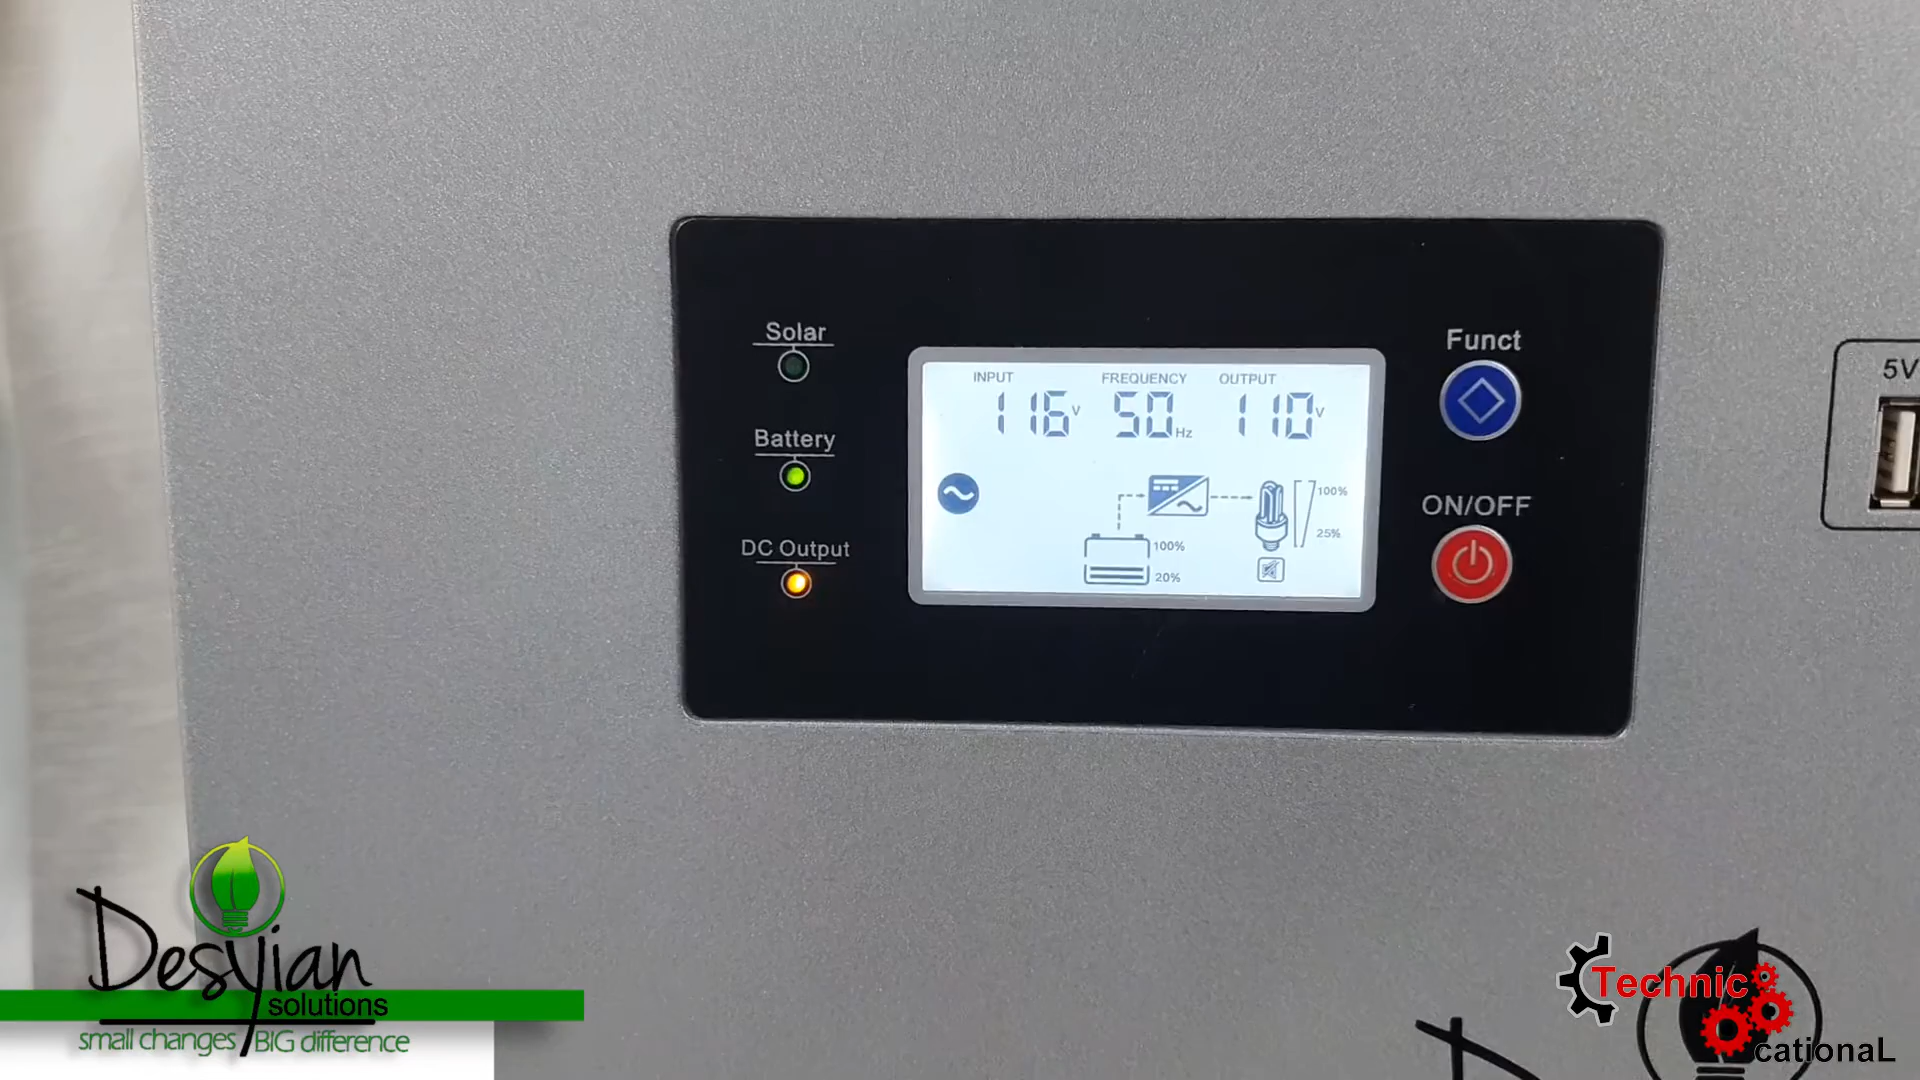 Solar
Battery
DC Output
INPUT FREQUENCY OUTPUT
116V 50Hz 110V
100%
20%
100%
25%
Funct
ON/OFF
5V
Desyian
solutions
small changes BIG difference
Technic
cationaL